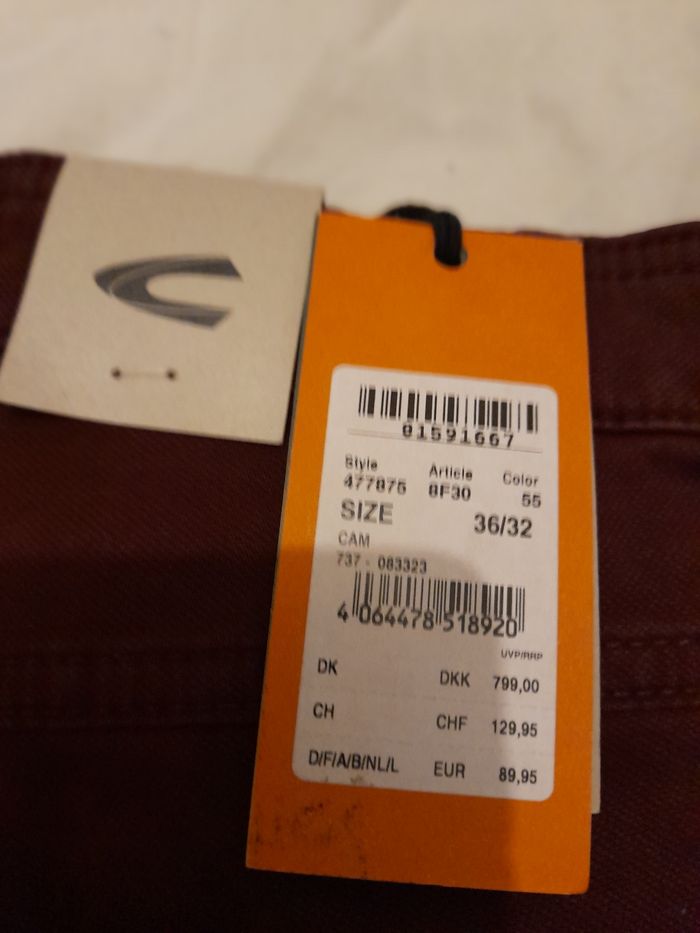 01591667
Style Article Color
477875 8F30 55
SIZE 36/32
CAM
737 - 083323
4 064478 518920
UVP/RRP
DK DKK 799,00
CH CHF 129,95
D/F/A/B/NL/L EUR 89,95